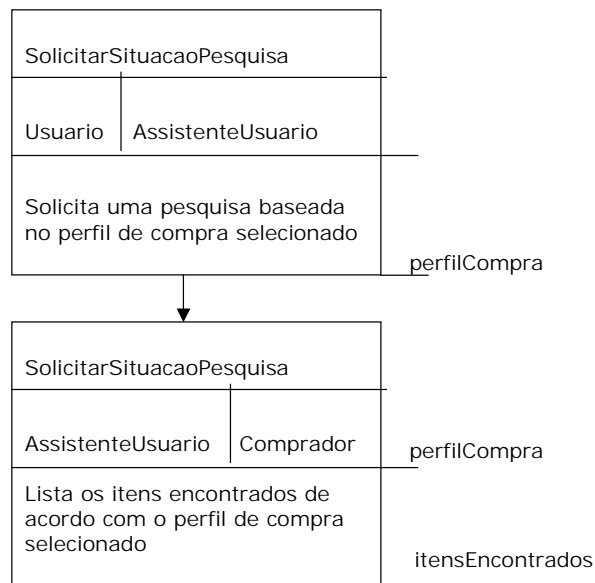 SolicitarSituacaoPesquisa
Usuario AssistenteUsuario
Solicita uma pesquisa baseada
no perfil de compra selecionado
perfilCompra
SolicitarSituacaoPesquisa
AssistenteUsuario Comprador
perfilCompra
Lista os itens encontrados de
acordo com o perfil de compra
selecionado
itensEncontrados